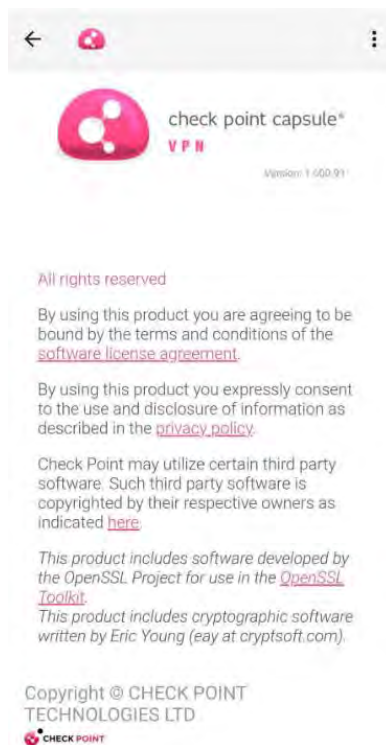 check point capsule®
VPN
Version: 1.600.91
All rights reserved
By using this product you are agreeing to be
bound by the terms and conditions of the
software license agreement.
By using this product you expressly consent
to the use and disclosure of information as
described in the privacy policy.
Check Point may utilize certain third party
software. Such third party software is
copyrighted by their respective owners as
indicated here
This product includes software developed by
the OpenSSL Project for use in the OpenSSL
Toolkit.
This product includes cryptographic software
written by Eric Young (eay at cryptsoft.com).
Copyright © CHECK POINT
TECHNOLOGIES LTD
CHECK POINT